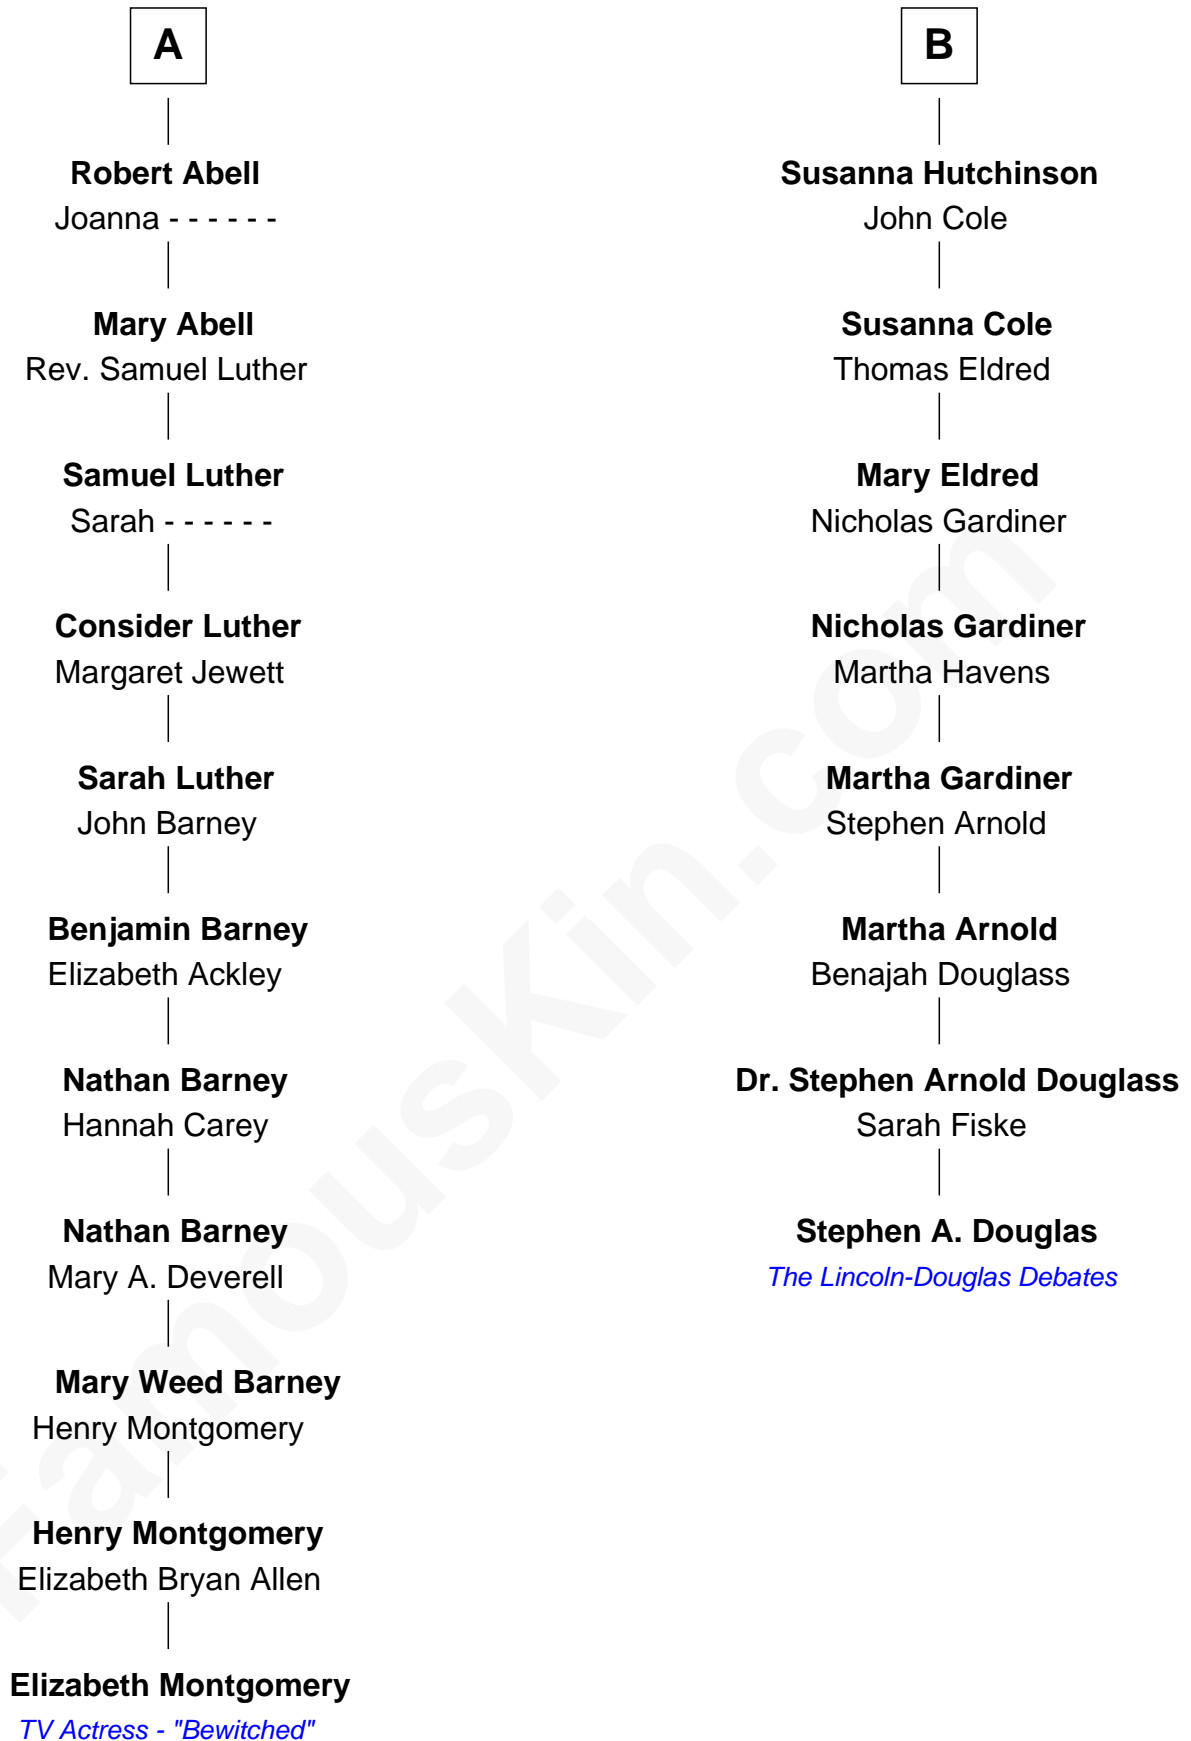 A
Robert Abell
Joanna - - - - - -
Mary Abell
Rev. Samuel Luther
Samuel Luther
Sarah - - - - - -
Consider Luther
Margaret Jewett
Sarah Luther
John Barney
Benjamin Barney
Elizabeth Ackley
Nathan Barney
Hannah Carey
Nathan Barney
Mary A. Deverell
Mary Weed Barney
Henry Montgomery
Henry Montgomery
Elizabeth Bryan Allen
Elizabeth Montgomery
TV Actress - "Bewitched"
B
Susanna Hutchinson
John Cole
Susanna Cole
Thomas Eldred
Mary Eldred
Nicholas Gardiner
Nicholas Gardiner
Martha Havens
Martha Gardiner
Stephen Arnold
Martha Arnold
Benajah Douglass
Dr. Stephen Arnold Douglass
Sarah Fiske
Stephen A. Douglas
The Lincoln-Douglas Debates
FamousKin.com